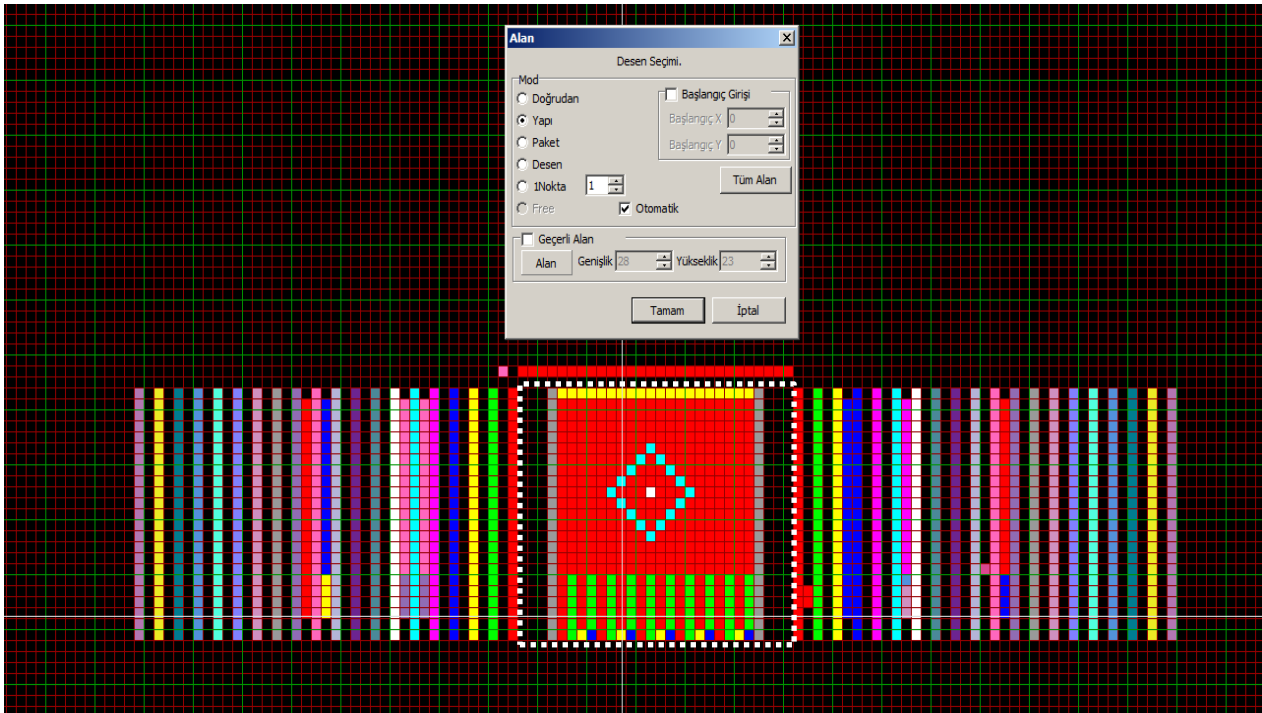 Alan
Desen Seçimi.
Mod
Doğrudan
Yapı
Paket
Desen
1Nokta 1
Free
Otomatik
Başlangıç Girişi
Başlangıç X 0
Başlangıç Y 0
Tüm Alan
Geçerli Alan
Alan Genişlik 28 Yükseklik 23
Tamam İptal